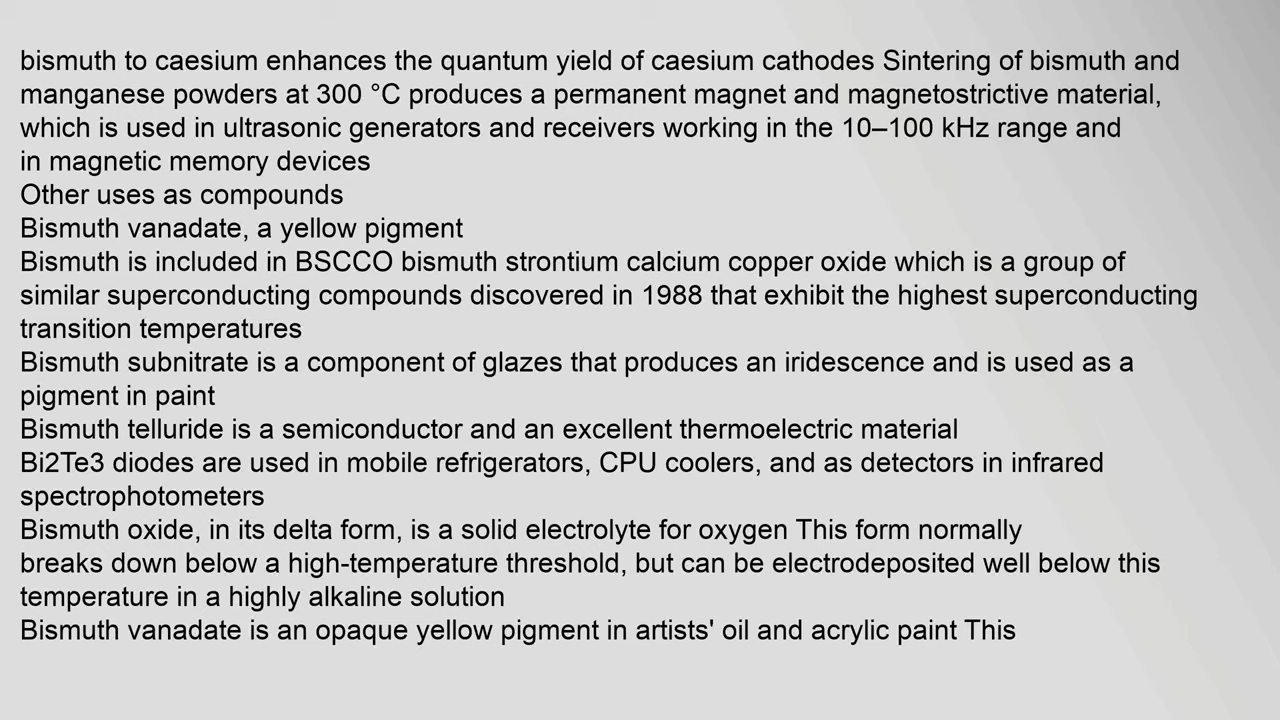 bismuth to caesium enhances the quantum yield of caesium cathodes Sintering of bismuth and
manganese powders at 300 °C produces a permanent magnet and magnetostrictive material,
which is used in ultrasonic generators and receivers working in the 10–100 kHz range and
in magnetic memory devices
Other uses as compounds
Bismuth vanadate, a yellow pigment
Bismuth is included in BSCCO bismuth strontium calcium copper oxide which is a group of
similar superconducting compounds discovered in 1988 that exhibit the highest superconducting
transition temperatures
Bismuth subnitrate is a component of glazes that produces an iridescence and is used as a
pigment in paint
Bismuth telluride is a semiconductor and an excellent thermoelectric material
Bi2Te3 diodes are used in mobile refrigerators, CPU coolers, and as detectors in infrared
spectrophotometers
Bismuth oxide, in its delta form, is a solid electrolyte for oxygen This form normally
breaks down below a high-temperature threshold, but can be electrodeposited well below this
temperature in a highly alkaline solution
Bismuth vanadate is an opaque yellow pigment in artists' oil and acrylic paint This